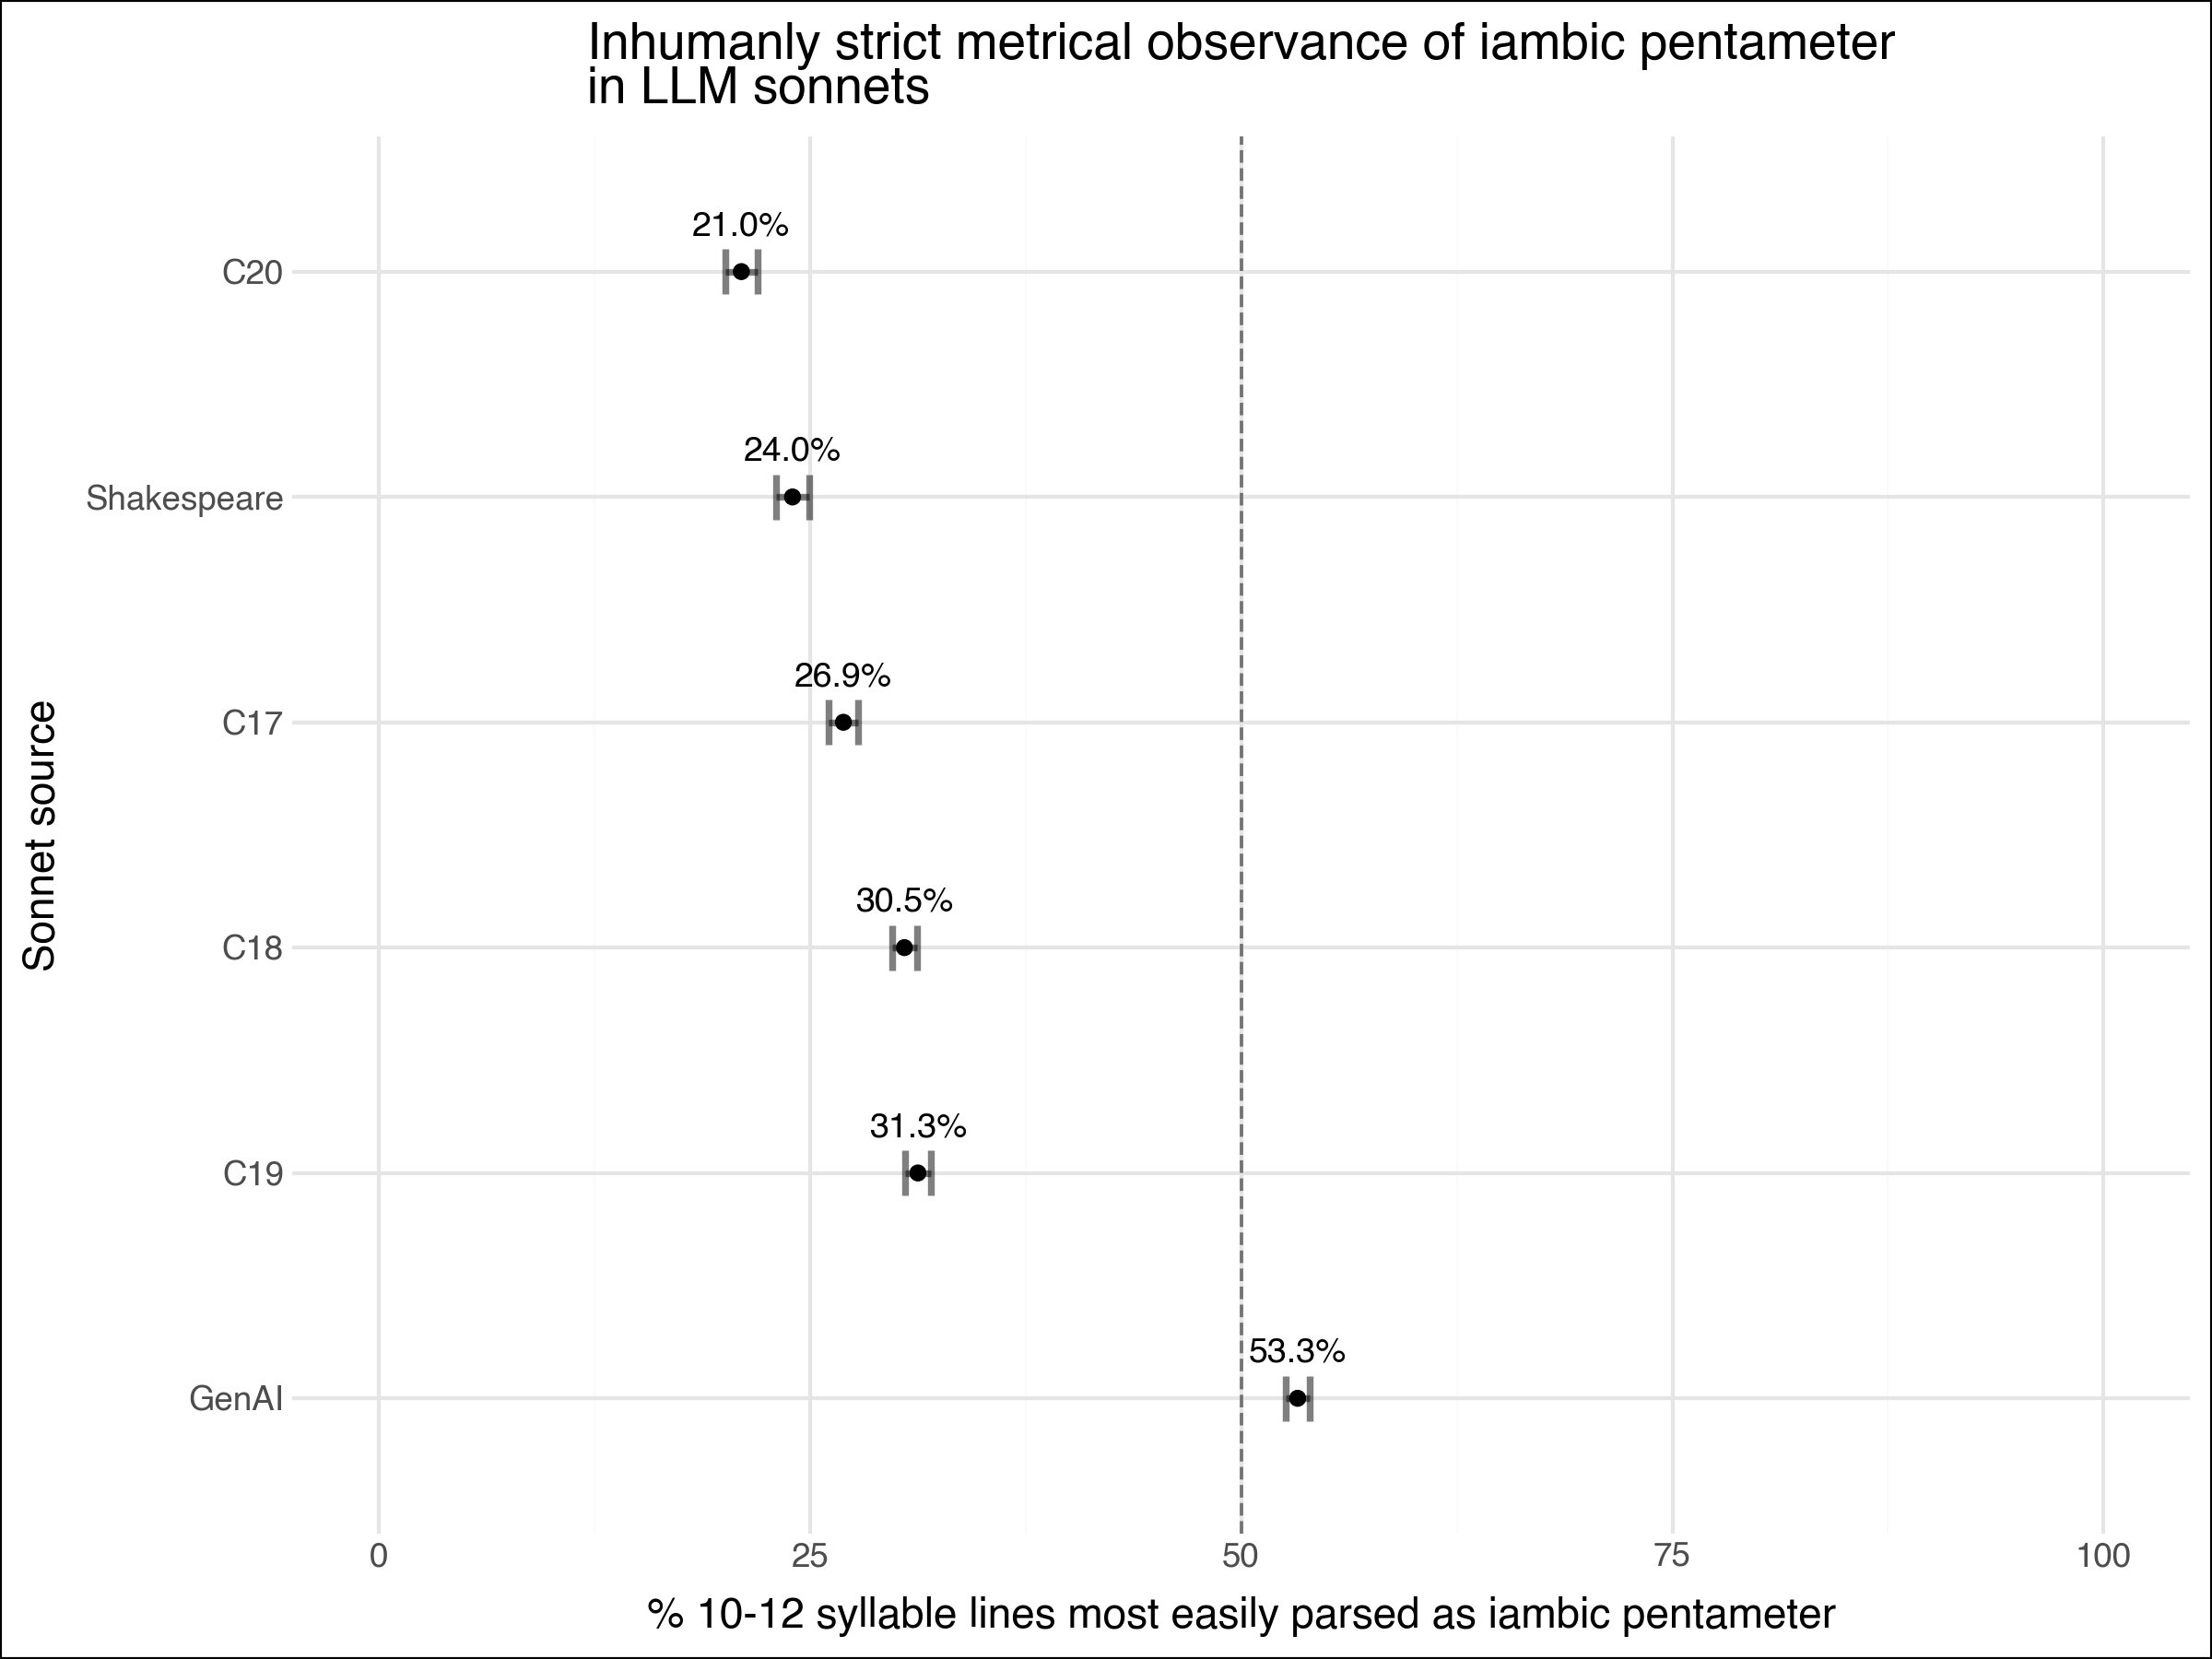 Inhumanly strict metrical observance of iambic pentameter
in LLM sonnets
Sonnet source
21.0%
C20
24.0%
Shakespeare
26.9%
C17
30.5%
C18
31.3%
C19
53.3%
GenAI
0 25 50 75 100
% 10-12 syllable lines most easily parsed as iambic pentameter